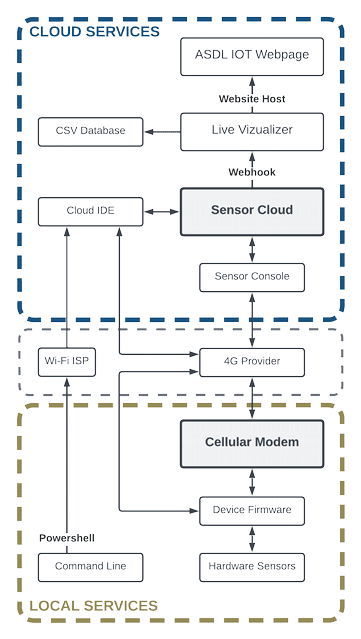 CLOUD SERVICES
ASDL IOT Webpage
Website Host
CSV Database
Live Vizualizer
Webhook
Cloud IDE
Sensor Cloud
Sensor Console
Wi-Fi ISP
4G Provider
Cellular Modem
Device Firmware
Powershell
Command Line
Hardware Sensors
LOCAL SERVICES